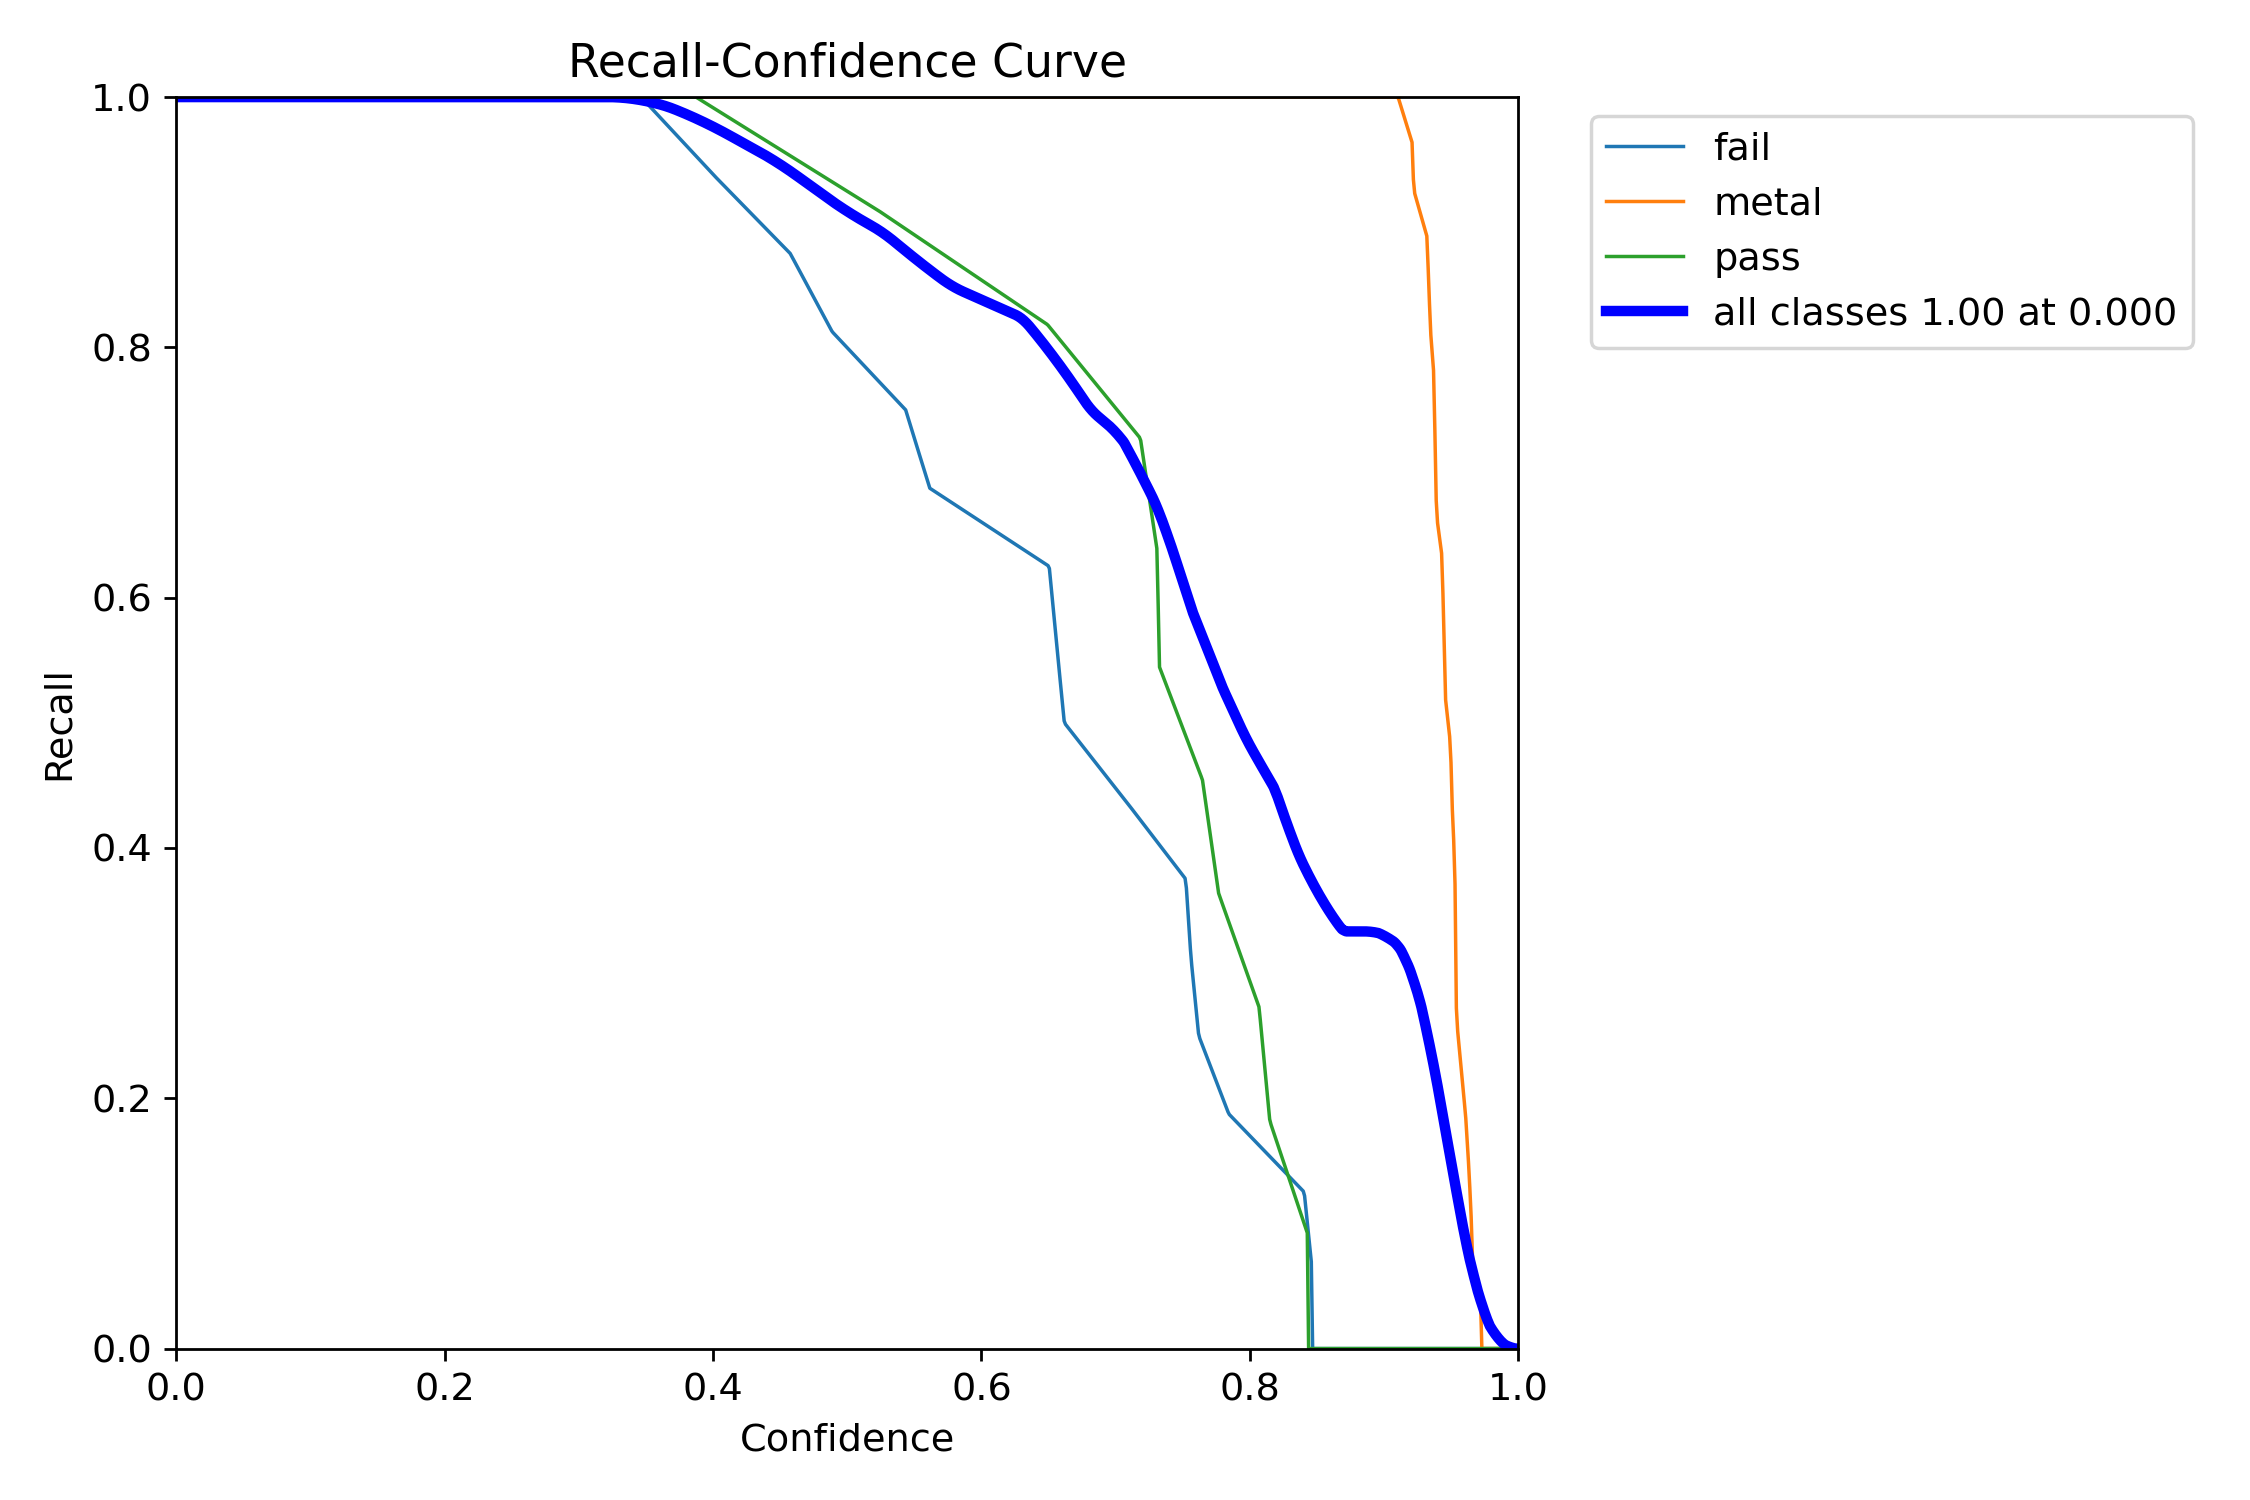 Recall-Confidence Curve
1.0
0.8
0.6
0.4
0.2
0.0
Recall
0.0 0.2 0.4 0.6 0.8 1.0
Confidence
fail
metal
pass
all classes 1.00 at 0.000